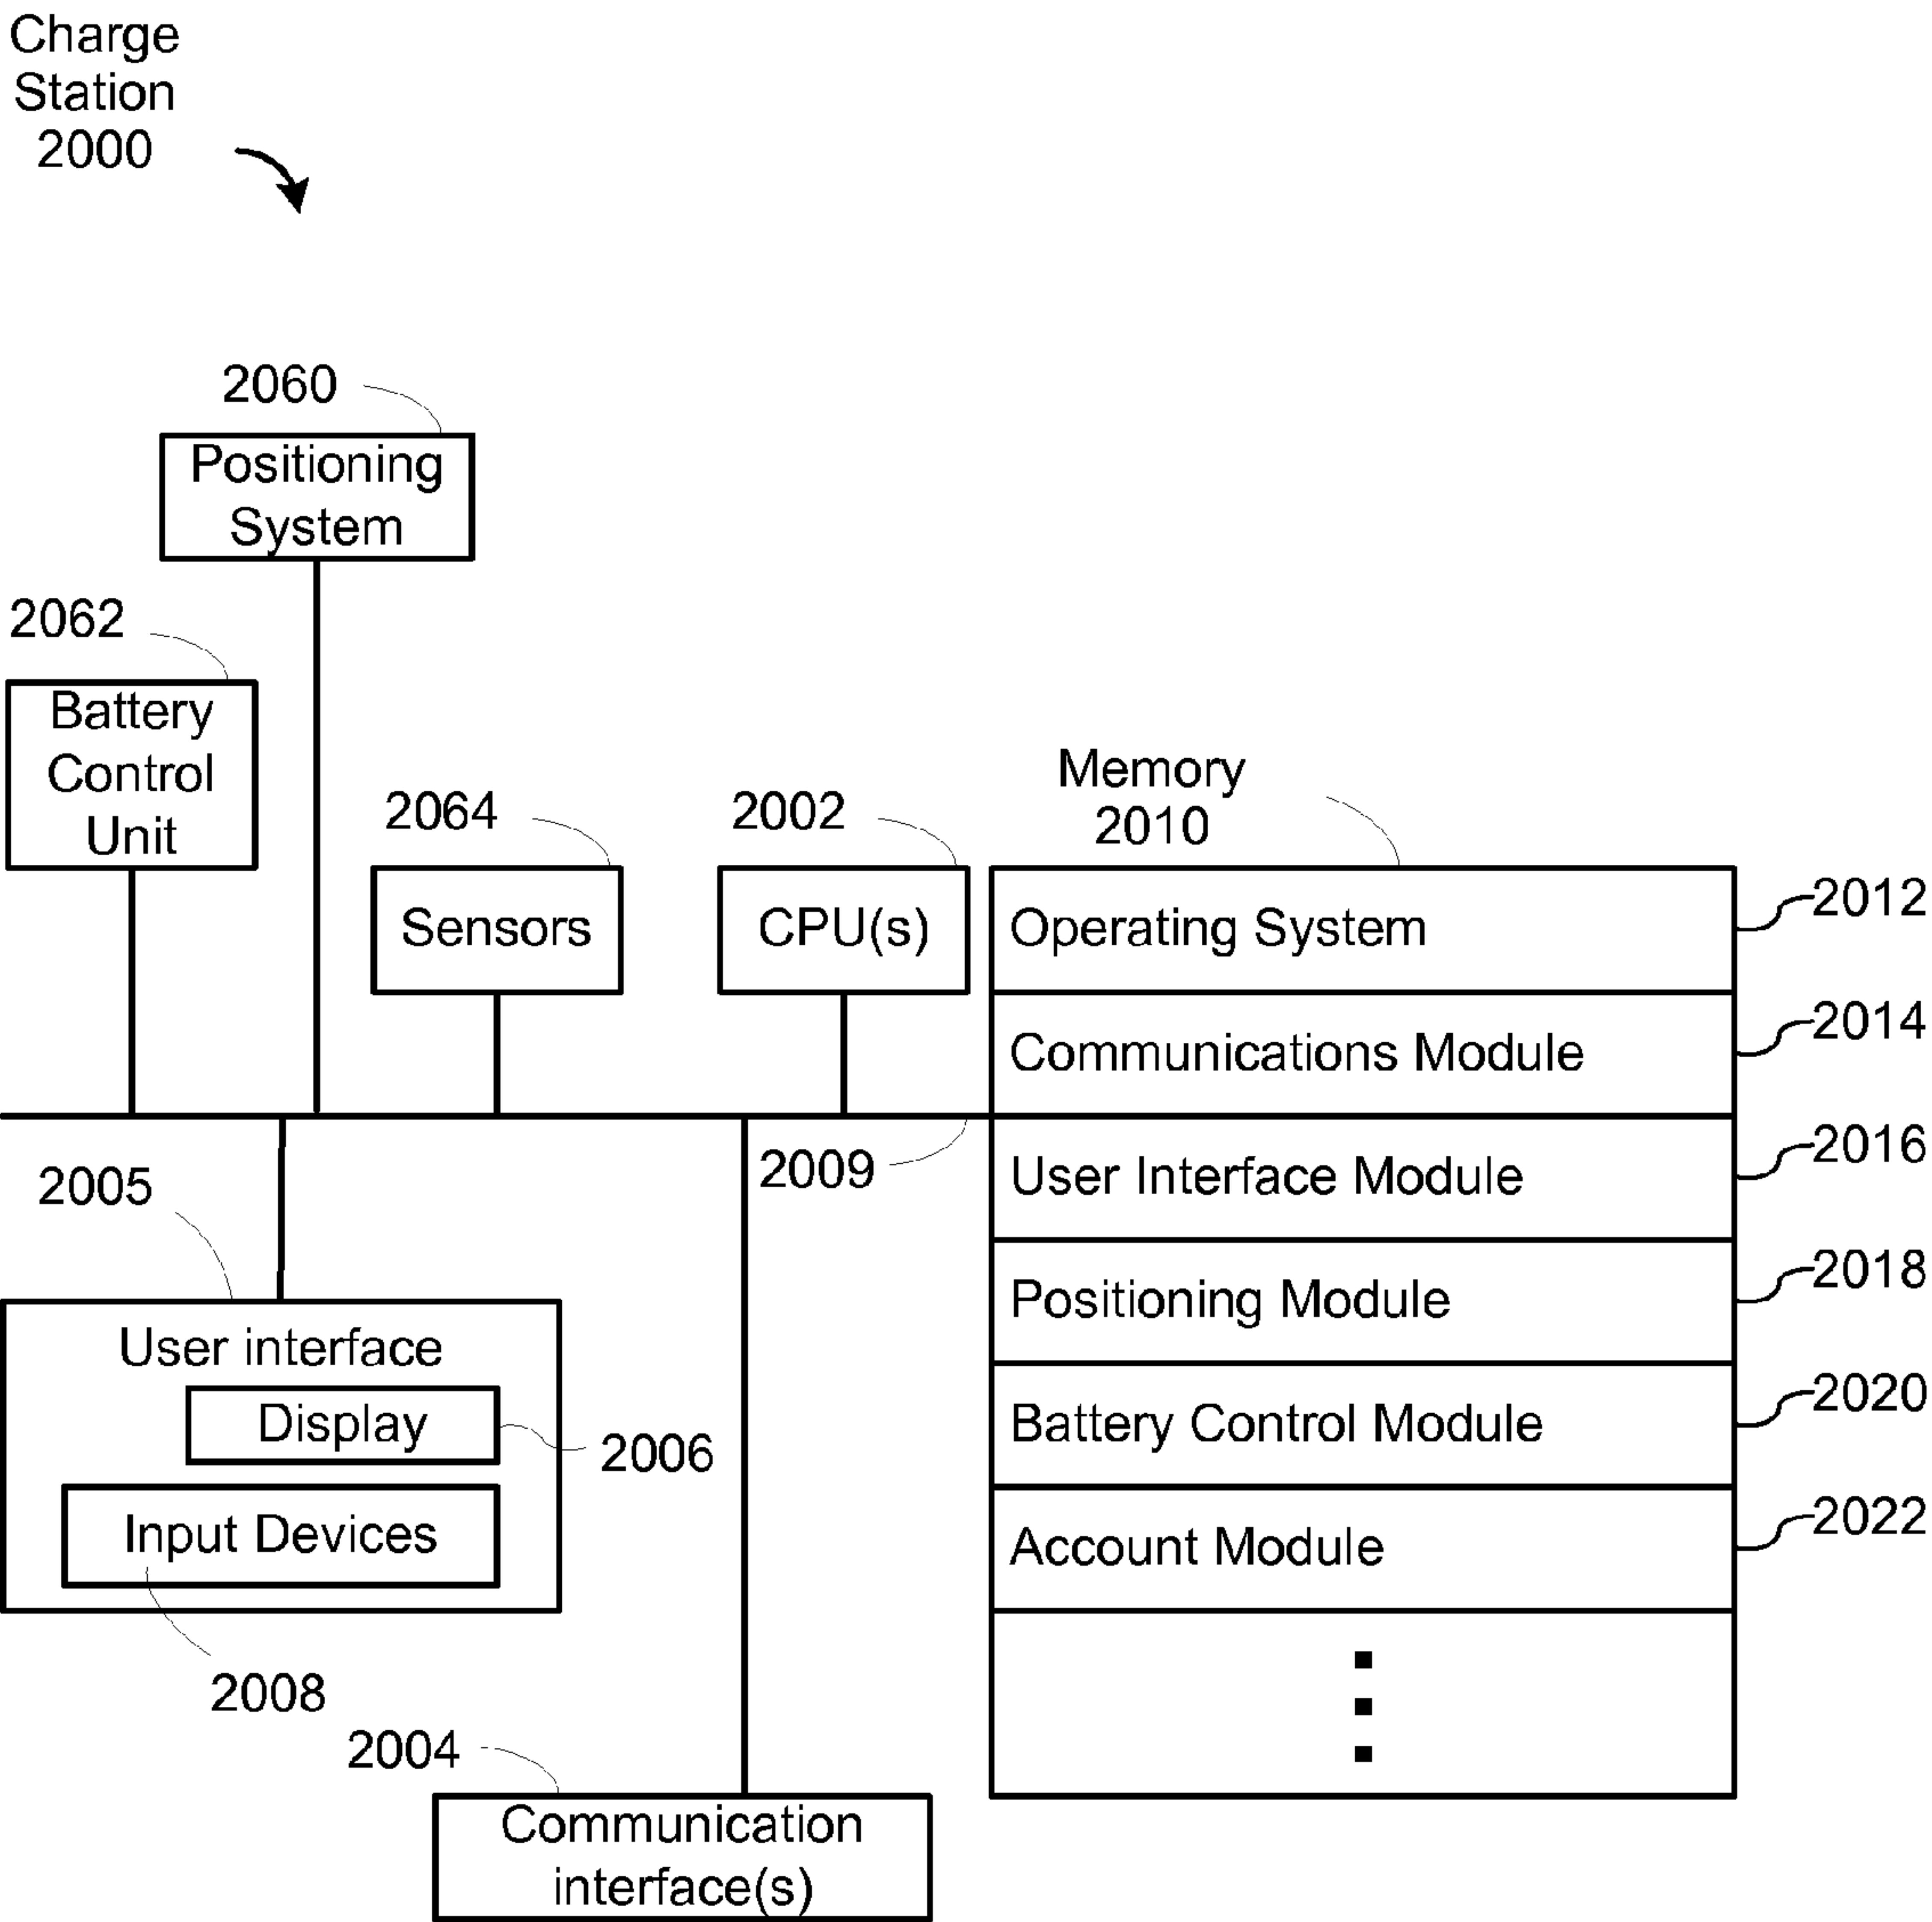 Charge
Station
2000
2060
Positioning
System
2062
Battery
Control
Unit
2064
Sensors
2002
CPU(s)
Memory
2010
Operating System
2012
Communications Module
2014
2009
User Interface Module
2016
Positioning Module
2018
Battery Control Module
2020
Account Module
2022
2005
User interface
Display
2006
Input Devices
2008
2004
Communication
interface(s)